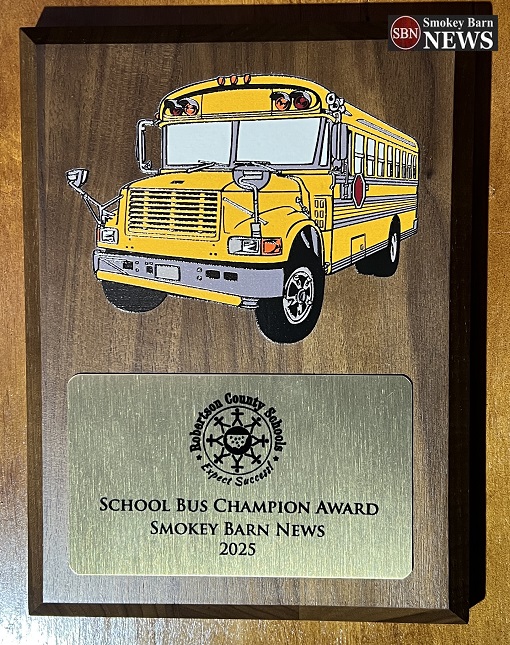 SBN
Smokey Barn
NEWS
Robertson County Schools
Expect Success!
SCHOOL BUS CHAMPION AWARD
SMOKEY BARN NEWS
2025